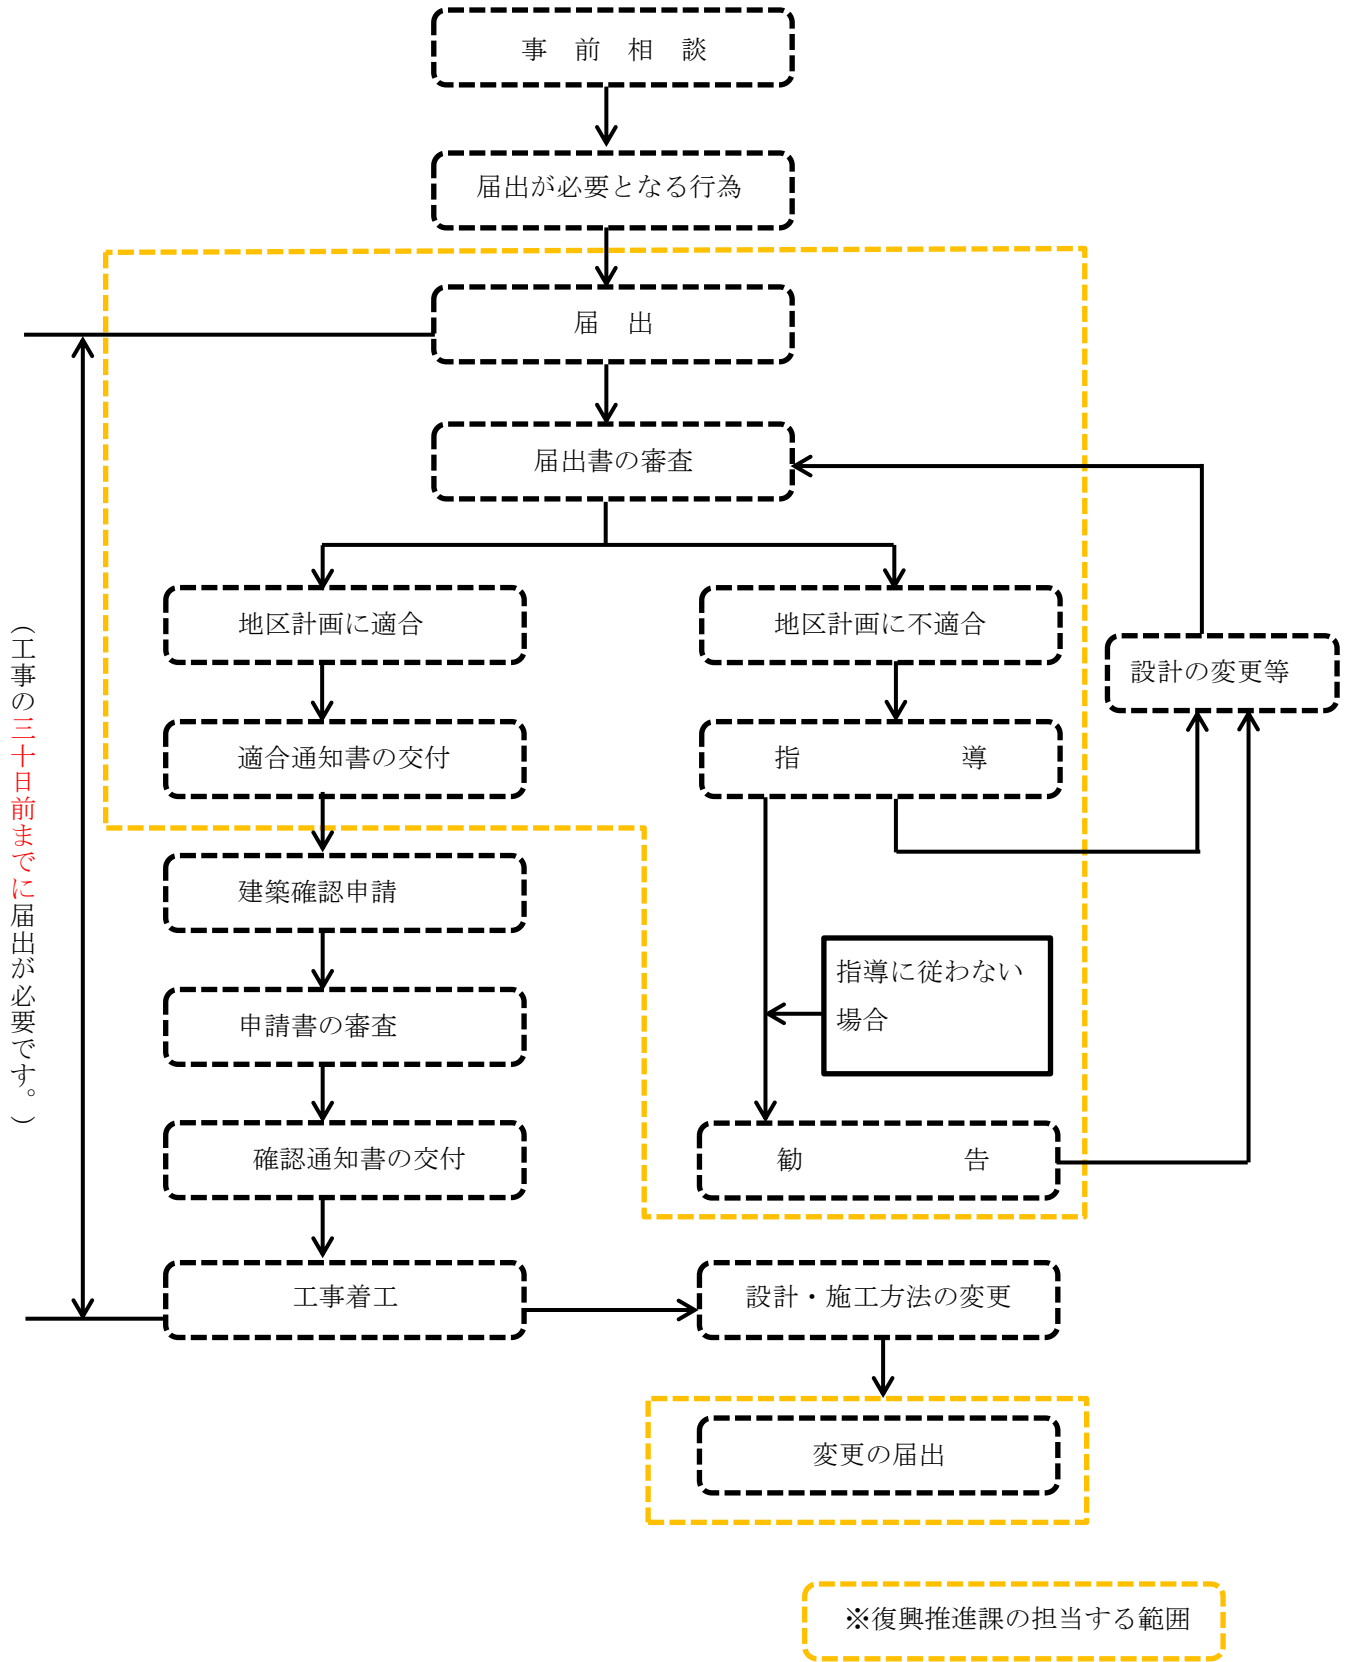 事　前　相　談
届出が必要となる行為
届　出
届出書の審査
地区計画に適合
地区計画に不適合
設計の変更等
適合通知書の交付
指　　　　　　導
建築確認申請
指導に従わない
場合
申請書の審査
確認通知書の交付
勧　　　　　　告
工事着工
設計・施工方法の変更
変更の届出
（工事の三十日前までに届出が必要です。）
※復興推進課の担当する範囲